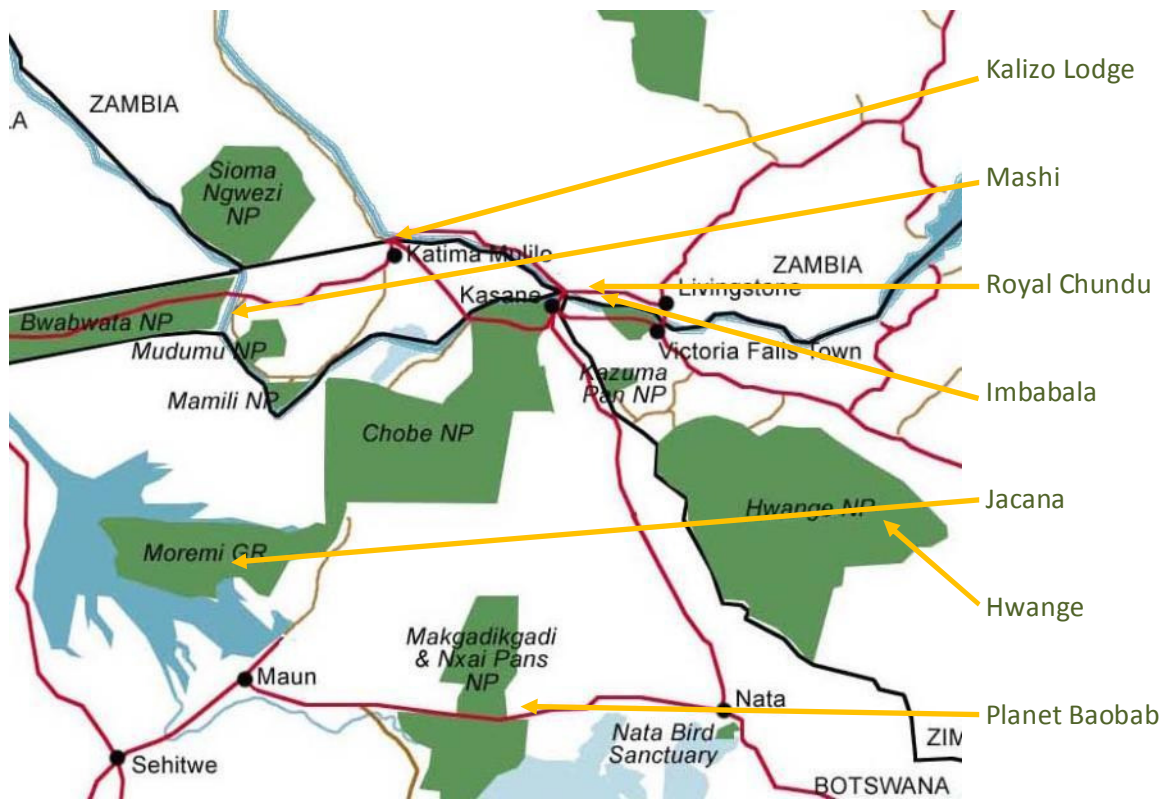 Kalizo Lodge
ZAMBIA
LA
Sioma
Ngwezi
NP
Mashi
Katima Mulilo
ZAMBIA
Royal Chundu
Kasane
Livingstone
Bwabwata NP
Mudumu NP
Victoria Falls Town
Kazuma
Pan NP
Imbabala
Mamili NP
Chobe NP
Jacana
Hwange NP
Moremi GR
Hwange
Makgadikgadi
& Nxai Pans
NP
Maun
Nata
Planet Baobab
Nata Bird
Sanctuary
ZIM
Sehitwe
BOTSWANA